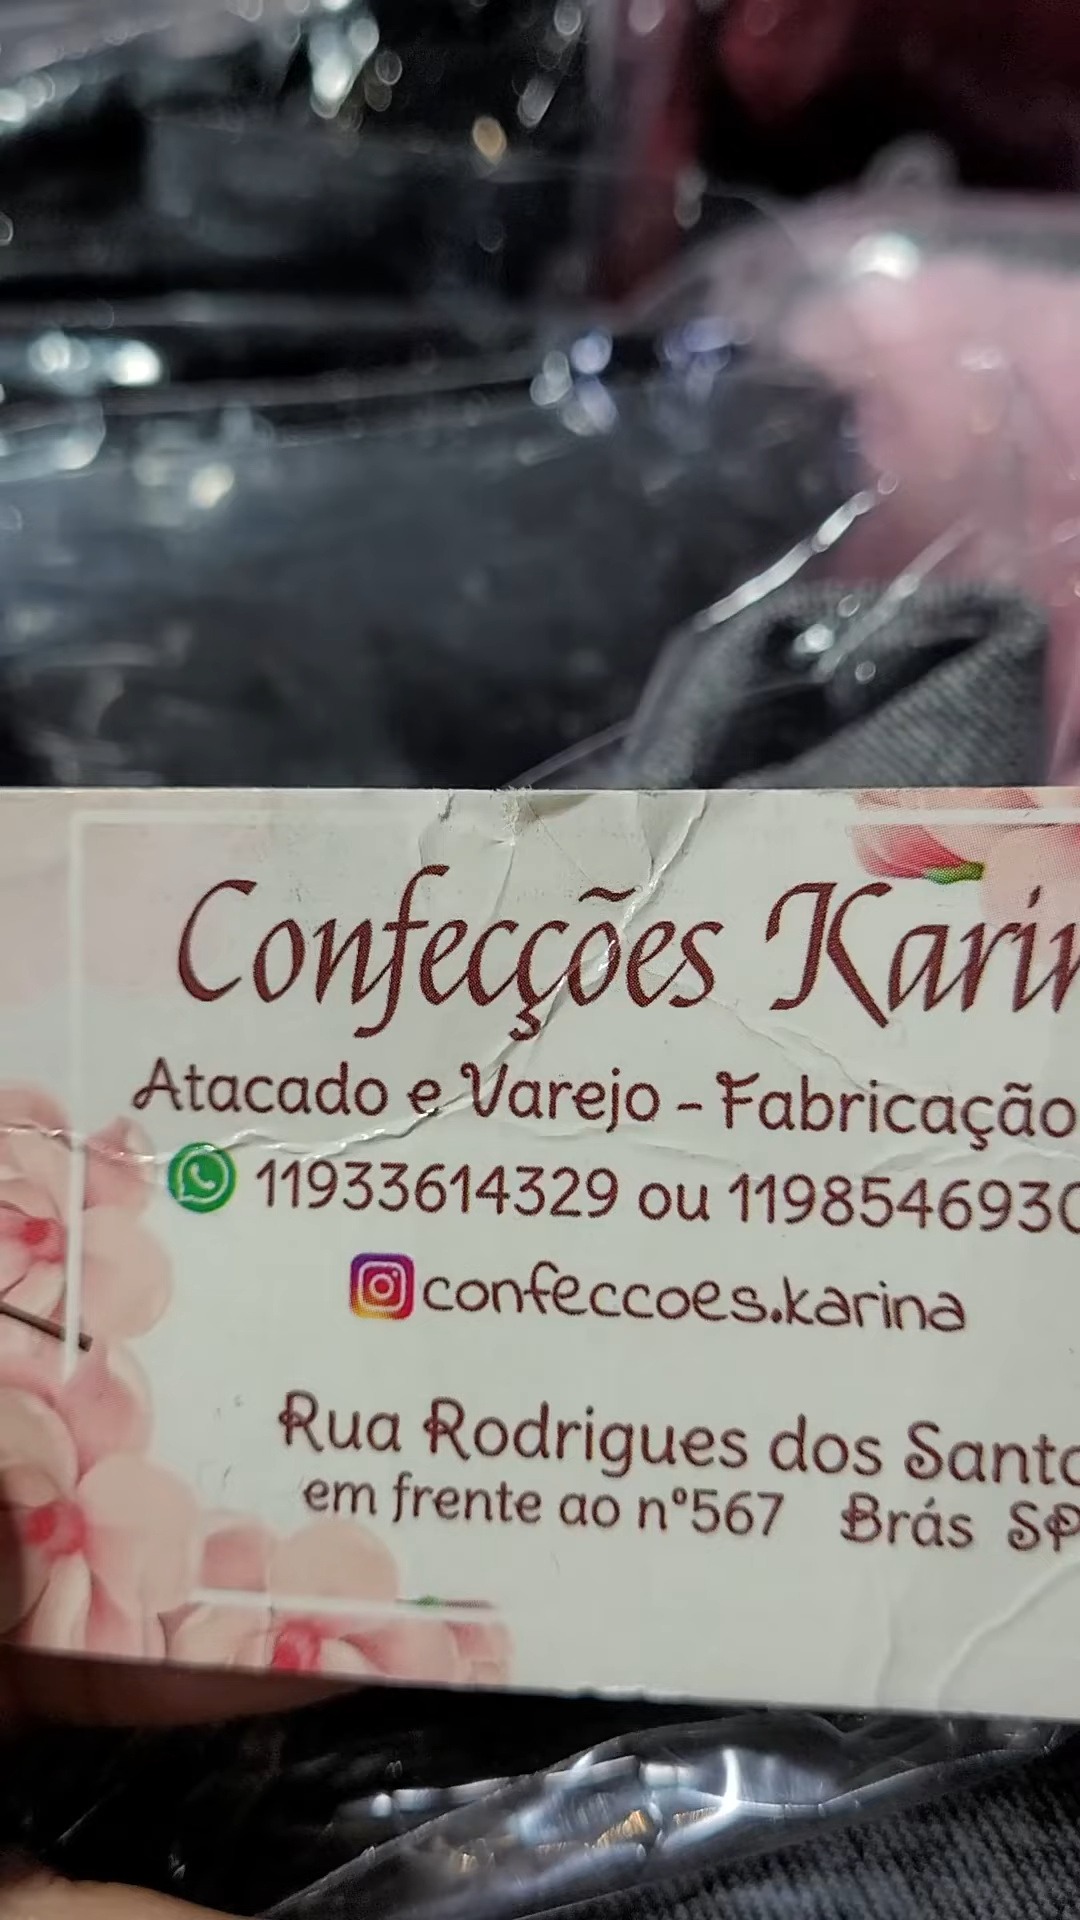 Confecções Karin
Atacado e Varejo - Fabricação
11933614329 ou 1198546930
confeccoes.karina
Rua Rodrigues dos Santo
em frente ao nº567 Brás SP